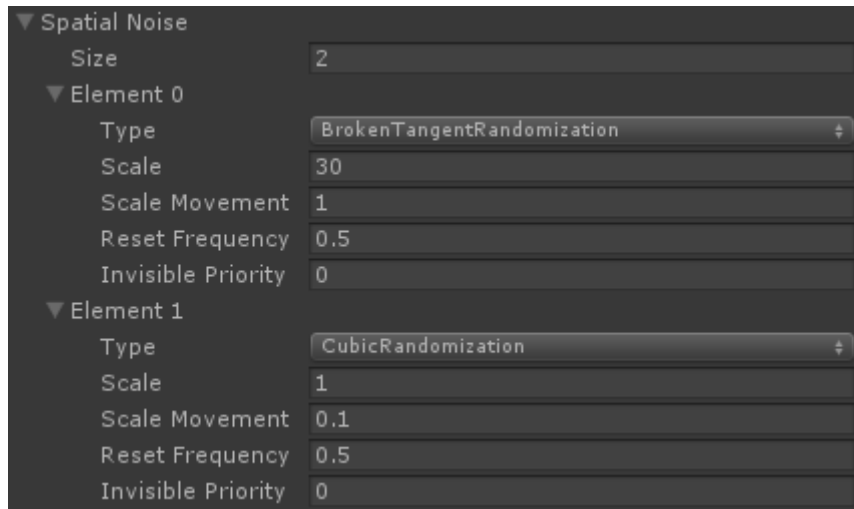 Spatial Noise
Size 2
Element 0
Type BrokenTangentRandomization
Scale 30
Scale Movement 1
Reset Frequency 0.5
Invisible Priority 0
Element 1
Type CubicRandomization
Scale 1
Scale Movement 0.1
Reset Frequency 0.5
Invisible Priority 0